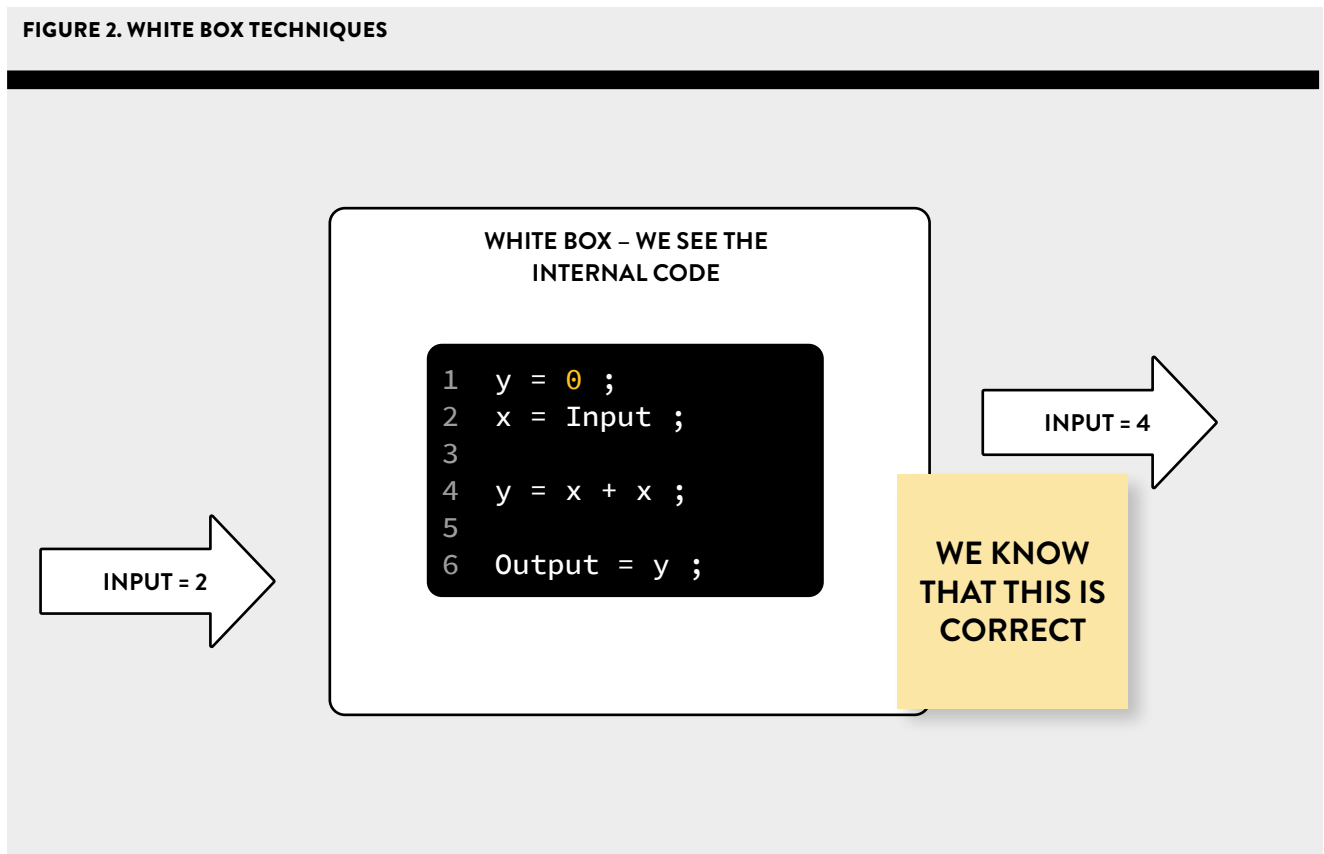 FIGURE 2. WHITE BOX TECHNIQUES
WHITE BOX – WE SEE THE
INTERNAL CODE
1 y = 0 ;
2 x = Input ;
3
4 y = x + x ;
5
6 Output = y ;
INPUT = 2
INPUT = 4
WE KNOW
THAT THIS IS
CORRECT